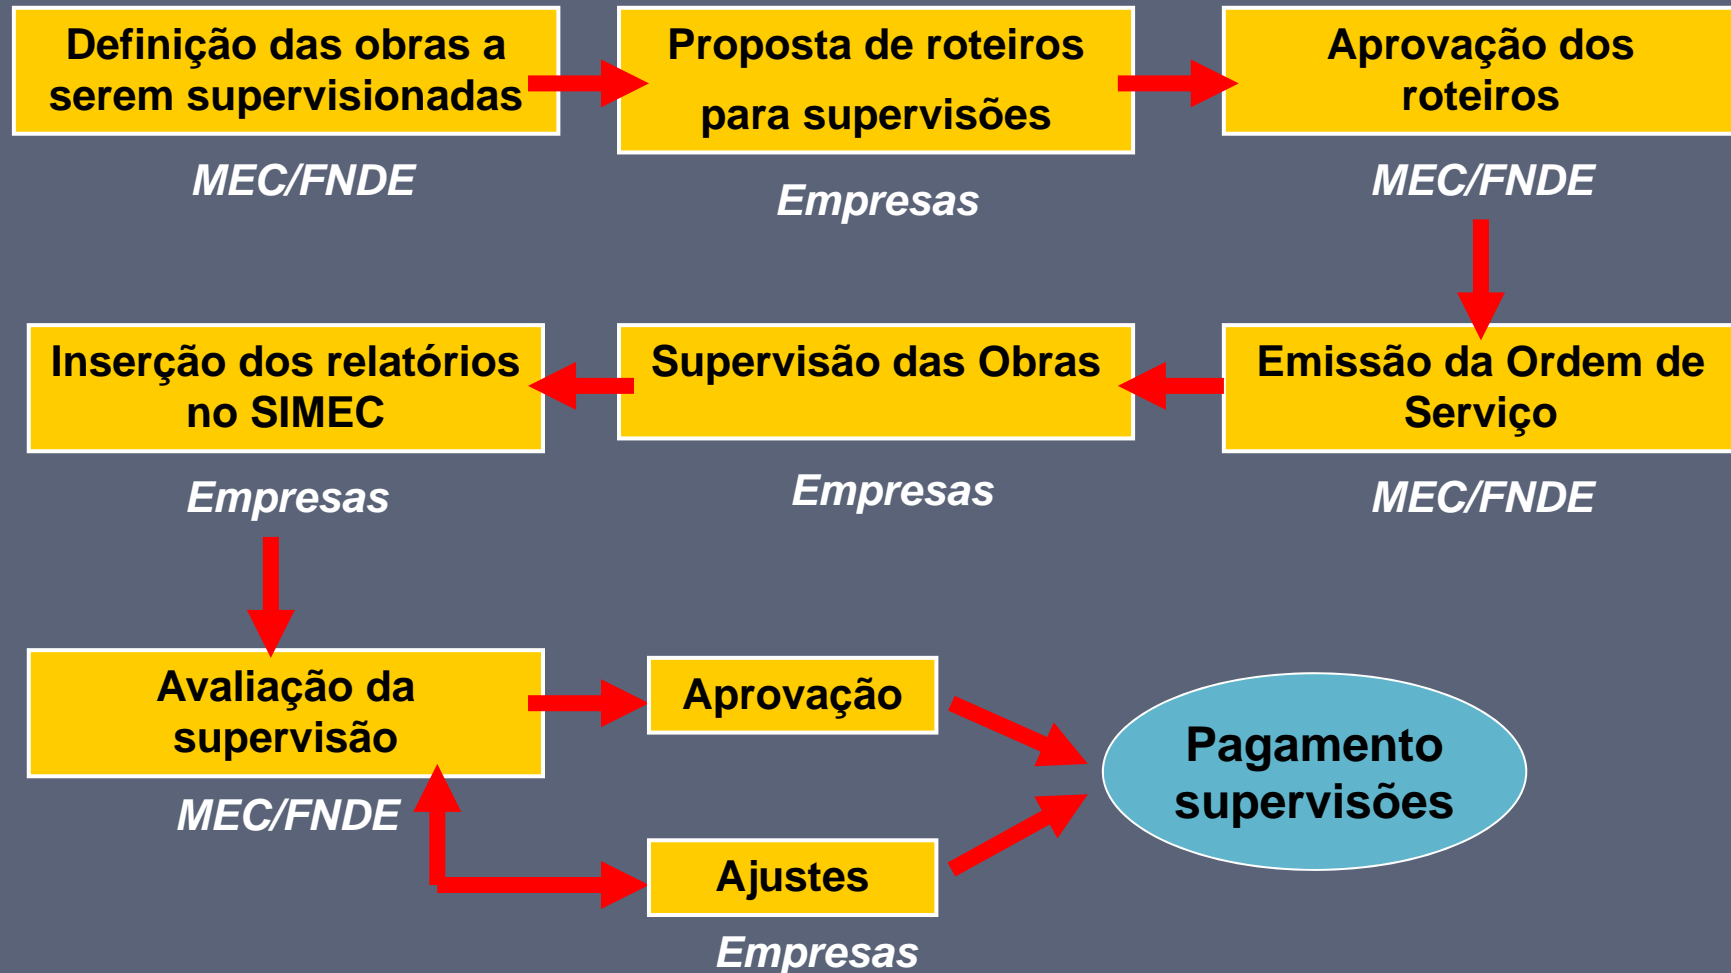 Definição das obras a
serem supervisionadas
MEC/FNDE
Proposta de roteiros
para supervisões
Empresas
Aprovação dos
roteiros
MEC/FNDE
Emissão da Ordem de
Serviço
MEC/FNDE
Supervisão das Obras
Empresas
Inserção dos relatórios
no SIMEC
Empresas
Avaliação da
supervisão
MEC/FNDE
Aprovação
Ajustes
Empresas
Pagamento
supervisões